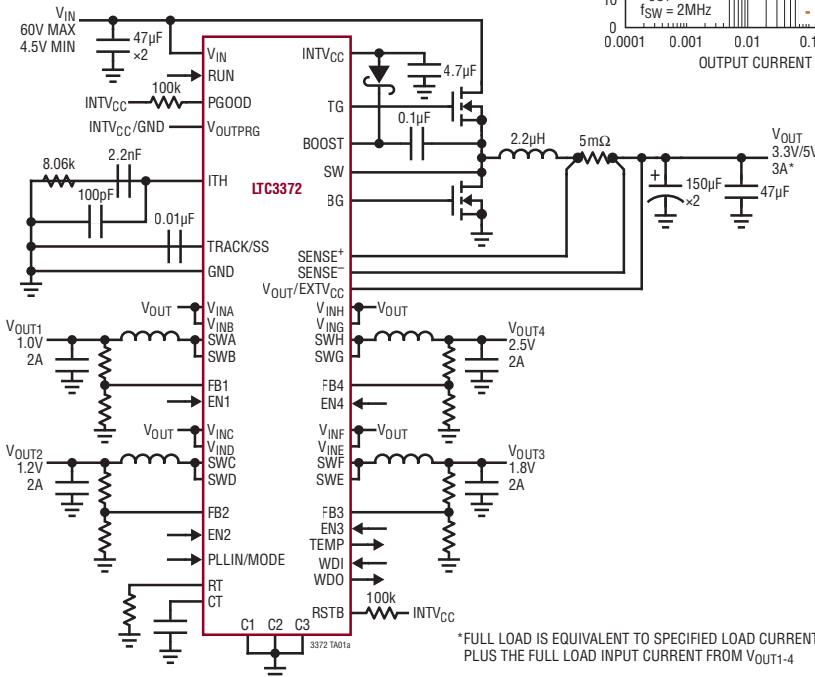 10
fSW = 2MHz
0
0.0001 0.001 0.01 0.1
OUTPUT CURRENT
VIN
60V MAX
4.5V MIN
47µF
×2
VIN
RUN
100k
INTVCC
PGOOD
INTVCC/GND
VOUTPRG
8.06k
2.2nF
ITH
100pF
0.01µF
TRACK/SS
GND
LTC3372
INTVCC
4.7µF
TG
0.1µF
BOOST
SW
BG
2.2µH
5mΩ
VOUT
3.3V/5V
3A*
+
150µF
×2
47µF
SENSE+
SENSE–
VOUT/EXTVCC
VOUT
VINA
VINB
VOUT1
1.0V
2A
SWA
SWB
FB1
EN1
VINH
VOUT
VING
SWH
SWG
VOUT4
2.5V
2A
FB4
EN4
VOUT
VINC
VIND
VOUT2
1.2V
2A
SWC
SWD
FB2
EN2
PLLIN/MODE
VINF
VOUT
VINE
SWF
SWE
VOUT3
1.8V
2A
FB3
EN3
TEMP
WDI
WDO
RT
CT
C1 C2 C3
RSTB
100k
INTVCC
3372 TA01a
*FULL LOAD IS EQUIVALENT TO SPECIFIED LOAD CURRENT
PLUS THE FULL LOAD INPUT CURRENT FROM VOUT1-4